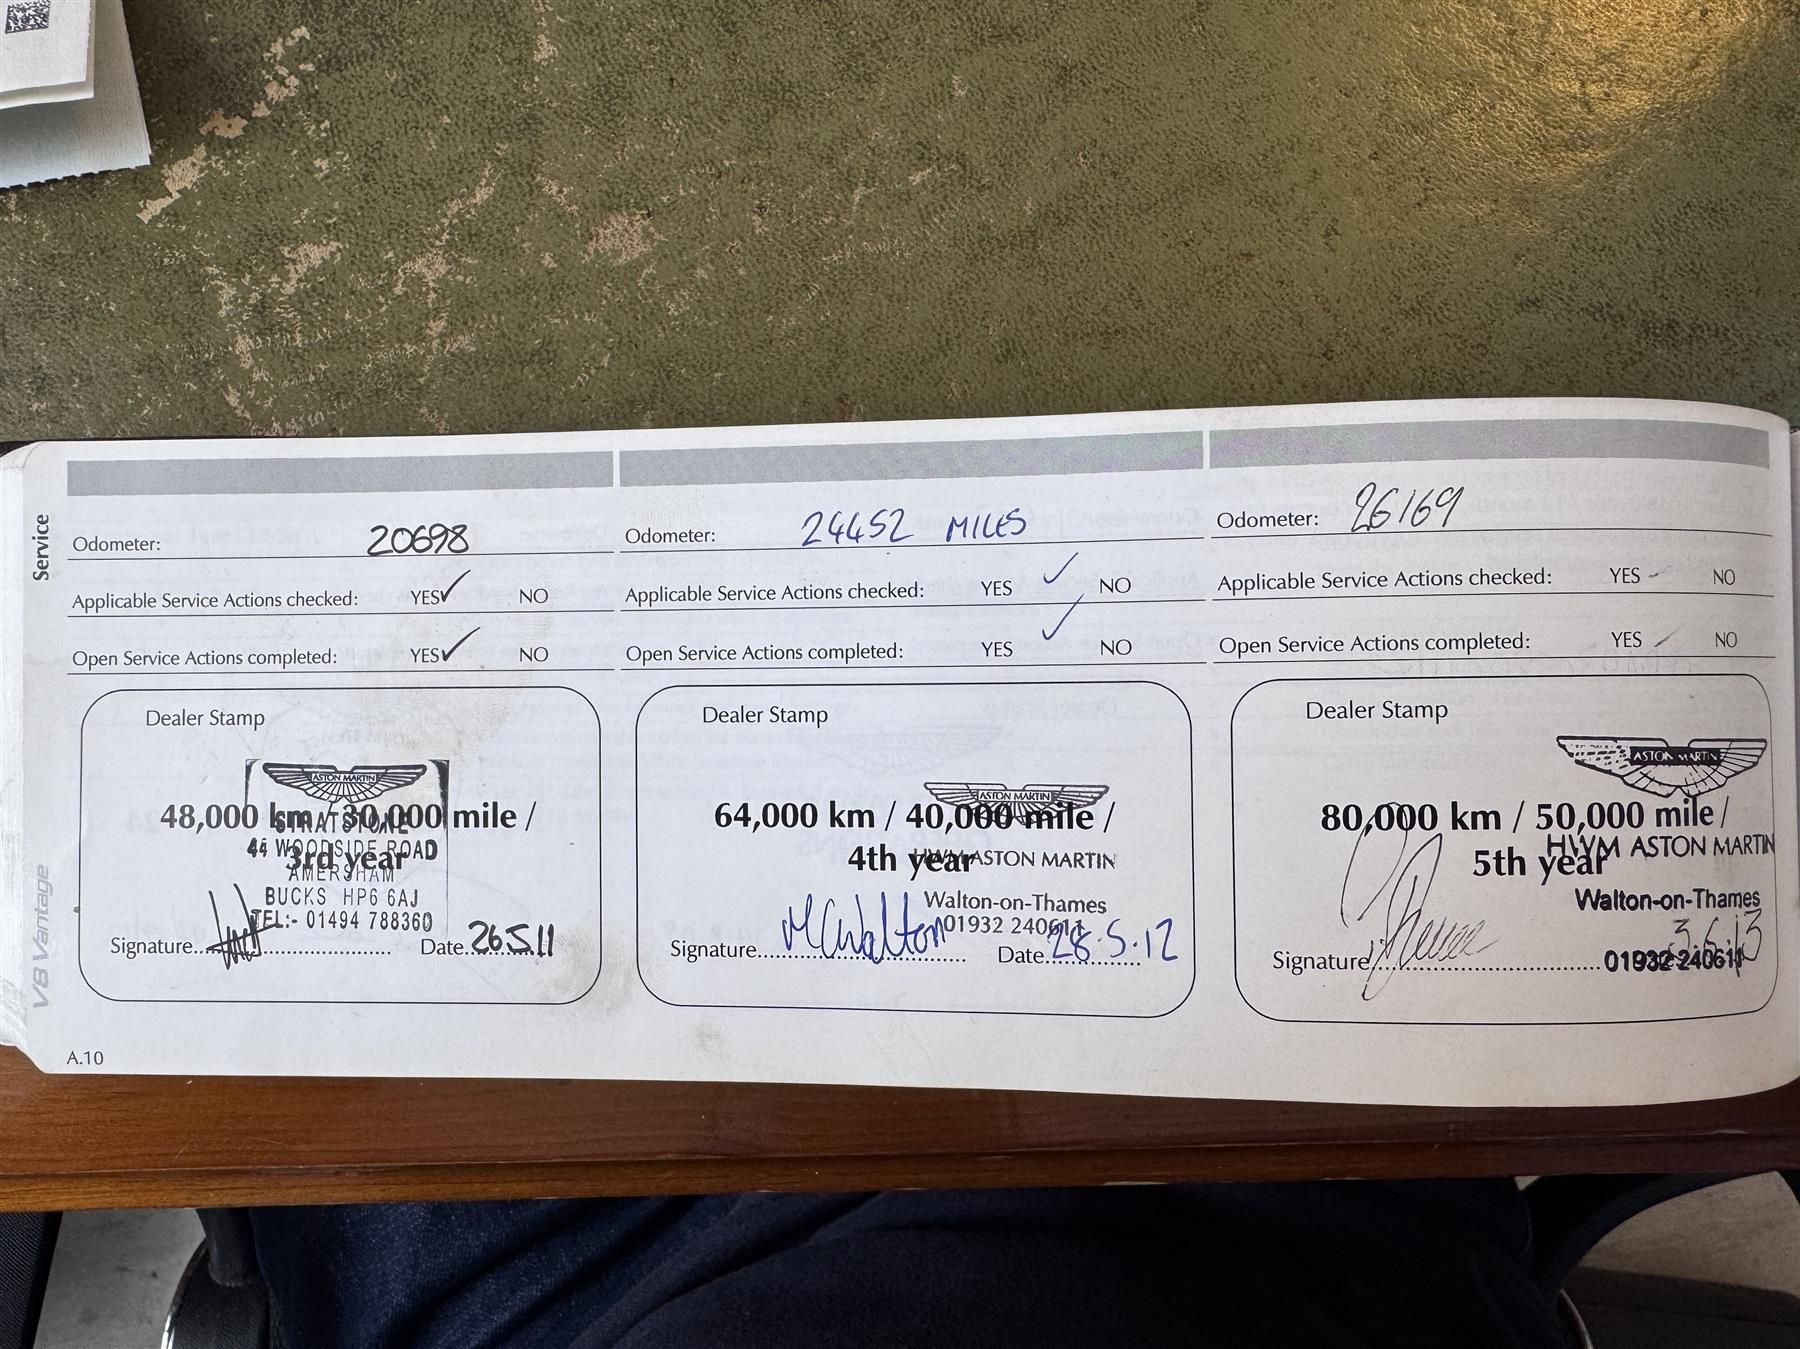 Service
V8 Vantage
Odometer: 20698
Applicable Service Actions checked: YES✓ NO
Open Service Actions completed: YES✓ NO
Dealer Stamp
ASTON MARTIN
48,000 km / 30,000 mile /
STRATSTONE
44 WOODSIDE ROAD
3rd year
AMERSHAM
BUCKS HP6 6AJ
TEL:- 01494 788360
Signature Date 26.5.11
Odometer: 24452 MILES
Applicable Service Actions checked: YES ✓ NO
Open Service Actions completed: YES ✓ NO
Dealer Stamp
ASTON MARTIN
64,000 km / 40,000 mile /
4th year
HWM ASTON MARTIN
Walton-on-Thames
01932 240611
Signature Date 28.5.12
Odometer: 26169
Applicable Service Actions checked: YES ✓ NO
Open Service Actions completed: YES ✓ NO
Dealer Stamp
ASTON MARTIN
80,000 km / 50,000 mile /
5th year
HWM ASTON MARTIN
Walton-on-Thames
01932 240611
Signature 3.6.13
A.10